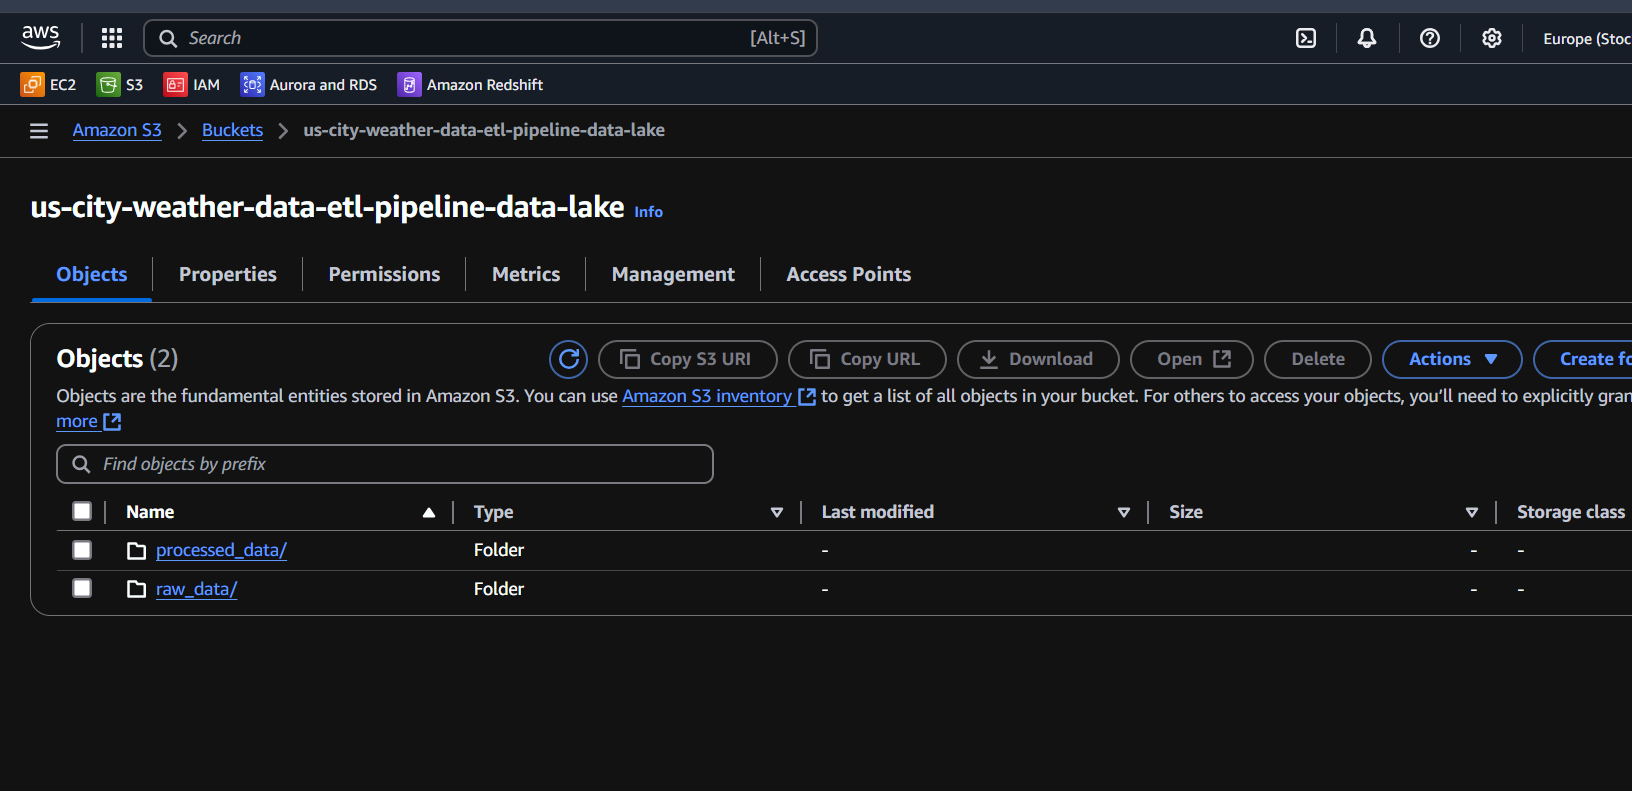 aws Search [Alt+S] Europe (Stoc
EC2 S3 IAM Aurora and RDS Amazon Redshift
Amazon S3 Buckets us-city-weather-data-etl-pipeline-data-lake
us-city-weather-data-etl-pipeline-data-lake Info
Objects Properties Permissions Metrics Management Access Points
Objects (2) Copy S3 URI Copy URL Download Open Delete Actions Create fo
Objects are the fundamental entities stored in Amazon S3. You can use Amazon S3 inventory to get a list of all objects in your bucket. For others to access your objects, you’ll need to explicitly gran
more
Find objects by prefix
Name Type Last modified Size Storage class
processed_data/ Folder - - -
raw_data/ Folder - - -